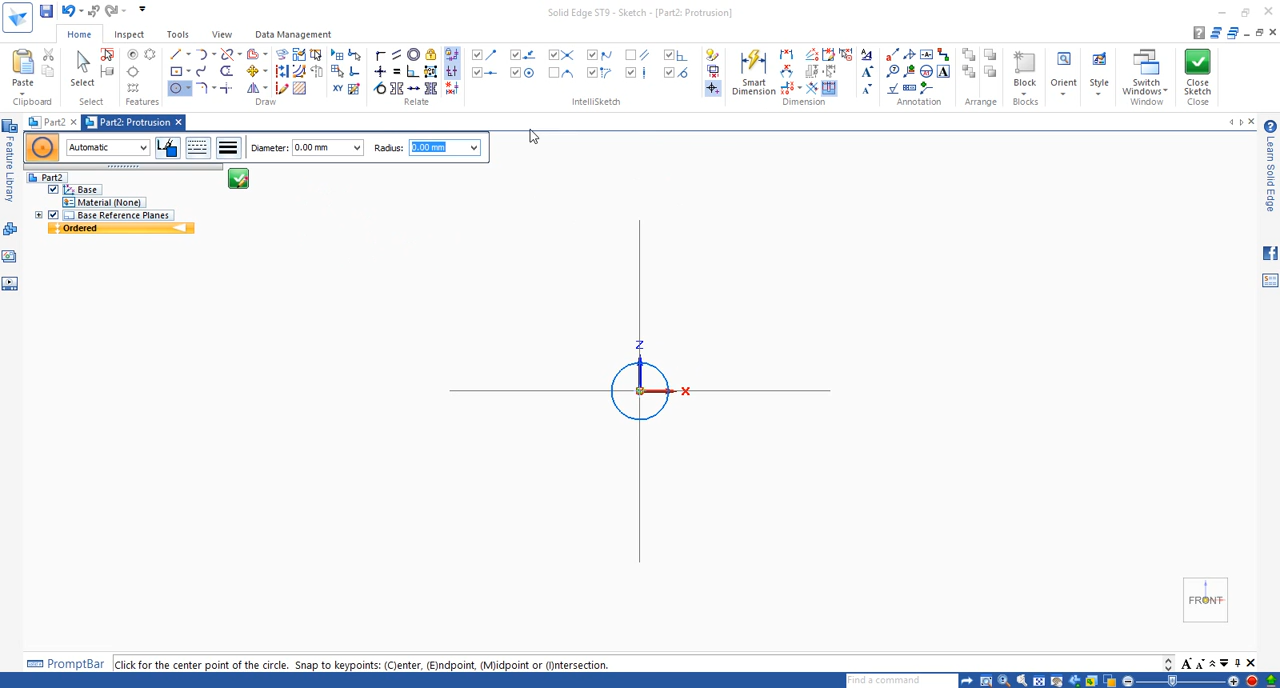 Solid Edge ST9 - Sketch - [Part2: Protrusion]
Home Inspect Tools View Data Management
Paste Select Smart Dimension Block Orient Style Switch Windows Close Sketch
Clipboard Select Features Draw Relate IntelliSketch Dimension Annotation Arrange Blocks Window Close
Part2 Part2: Protrusion
Automatic Diameter: 0.00 mm Radius: 0.00 mm
Feature Library
Learn Solid Edge
Part2
Base
Material (None)
Base Reference Planes
Ordered
Z
X
FRONT
PromptBar Click for the center point of the circle. Snap to keypoints: (C)enter, (E)ndpoint, (M)idpoint or (I)ntersection.
Find a command